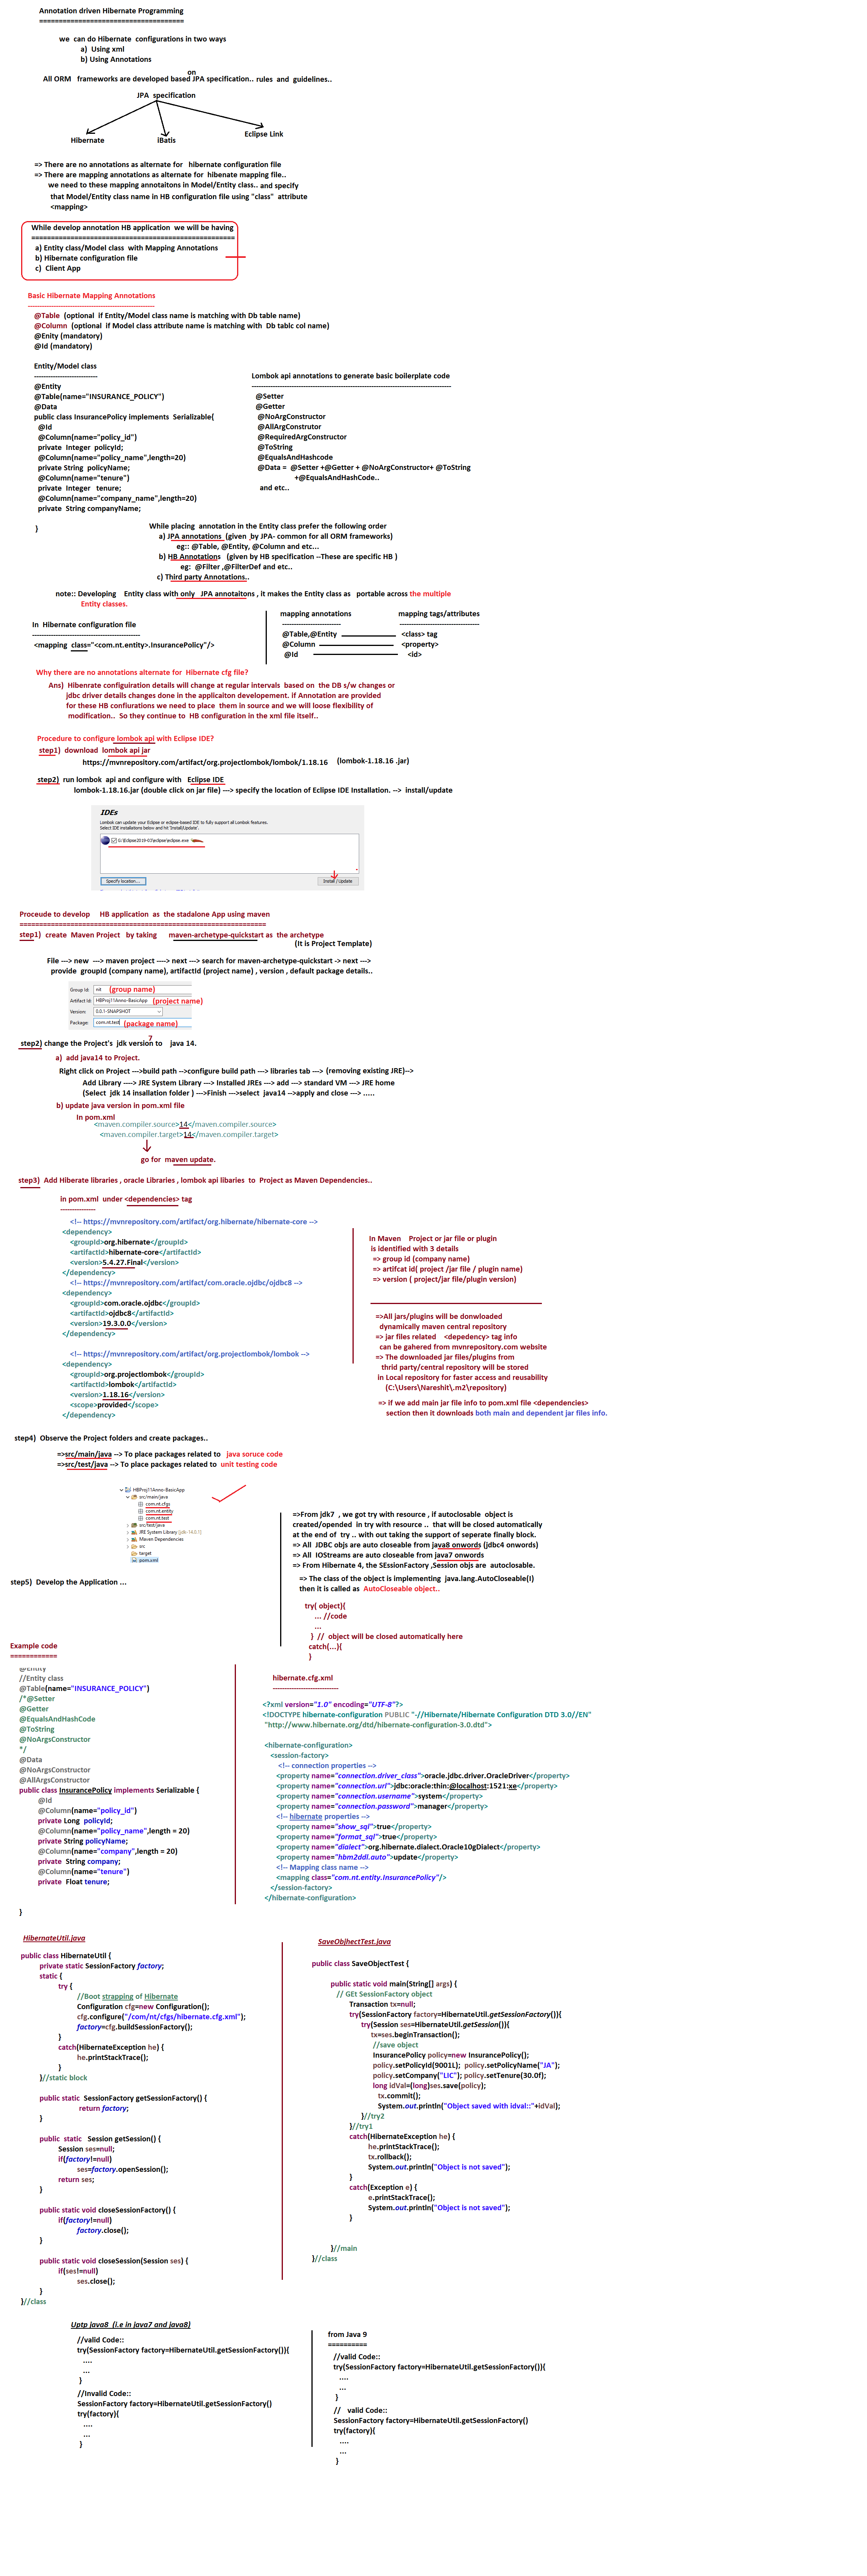 Annotation driven Hibernate Programming
=====================================
we  can do Hibernate  configurations in two ways
a)  Using xml
b) Using Annotations
on
All ORM   frameworks are developed based JPA specification.. rules  and  guidelines..
JPA  specification
Hibernate
iBatis
Eclipse Link
=> There are no annotations as alternate for   hibernate configuration file
=> There are mapping annotations as alternate for  hibenate mapping file..
we need to these mapping annotaitons in Model/Entity class.. and specify
that Model/Entity class name in HB configuration file using "class"  attribute
<mapping>
While develop annotation HB application  we will be having
====================================================
a) Entity class/Model class  with Mapping Annotations
b) Hibernate configuration file
c)  Client App
Basic Hibernate Mapping Annotations
@Table  (optional  if Entity/Model class name is matching with Db table name)
@Column  (optional  if Model class attribute name is matching with  Db tablc col name)
@Enity (mandatory)
@Id (mandatory)
Entity/Model class
---------------------------
@Entity
@Table(name="INSURANCE_POLICY")
@Data
public class InsurancePolicy implements  Serializable{
@Id
@Column(name="policy_id")
private  Integer  policyId;
@Column(name="policy_name",length=20)
private String  policyName;
@Column(name="tenure")
private  Integer   tenure;
@Column(name="company_name",length=20)
private  String companyName;
}
Lombok api annotations to generate basic boilerplate code
-------------------------------------------------------------------------------------
@Setter
@Getter
@NoArgConstructor
@AllArgConstrutor
@RequiredArgConstructor
@ToString
@EqualsAndHashcode
@Data =  @Setter +@Getter + @NoArgConstructor+ @ToString
+@EqualsAndHashCode..
and etc..
While placing  annotation in the Entity class prefer the following order
a) JPA annotations  (given  by JPA- common for all ORM frameworks)
eg:: @Table, @Entity, @Column and etc...
b) HB Annotations   (given by HB specification --These are specific HB )
eg:  @Filter ,@FilterDef and etc..
c) Third party Annotations..
note:: Developing    Entity class with only   JPA annotaitons , it makes the Entity class as   portable across the multiple
Entity classes.
In  Hibernate configuration file
----------------------------------------------
<mapping  class="<com.nt.entity>.InsurancePolicy"/>
mapping annotations
-----------------------------
@Table,@Entity
@Column
@Id
mapping tags/attributes
----------------------------------
<class> tag
<property>
<id>
Why there are no annotations alternate for  Hibernate cfg file?
Ans)  Hibenrate configuiration details will change at regular intervals  based on  the DB s/w changes or
jdbc driver details changes done in the applicaiton developement. if Annotation are provided
for these HB confiurations we need to place  them in source and we will loose flexibility of
modification..  So they continue to  HB configuration in the xml file itself..
Procedure to configure lombok api with Eclipse IDE?
step1)  download  lombok api jar
https://mvnrepository.com/artifact/org.projectlombok/lombok/1.18.16    (lombok-1.18.16 .jar)
step2)  run lombok  api and configure with   Eclipse IDE
lombok-1.18.16.jar (double click on jar file) ---> specify the location of Eclipse IDE Installation. -->  install/update
IDEs
Lombok can update your Eclipse or eclipse-based IDE to fully support all Lombok features.
Select IDE installations below and hit 'Install/Update'.
G:\Eclipse2019-03\eclipse\eclipse.exe
Specify location...
Install / Update
Proceude to develop     HB application  as  the stadalone App using maven
===============================================================
step1)  create  Maven Project   by taking      maven-archetype-quickstart as  the archetype
(It is Project Template)
File ---> new  ---> maven project ----> next ---> search for maven-archetype-quickstart -> next --->
provide  groupId (company name), artifactId (project name) , version , default package details..
Group Id: nit (group name)
Artifact Id: HBProj11Anno-BasicApp (project name)
Version: 0.0.1-SNAPSHOT
Package: com.nt.test (package name)
7
step2) change the Project's  jdk version to    java 14.
a)  add java14 to Project.
Right click on Project --->build path -->configure build path ---> libraries tab ---> (removing existing JRE)-->
Add Library ----> JRE System Library ---> Installed JREs ---> add ---> standard VM ---> JRE home
(Select  jdk 14 insallation folder ) --->Finish --->select  java14 -->apply and close ---> .....
b) update java version in pom.xml file
In pom.xml
<maven.compiler.source>14</maven.compiler.source>
<maven.compiler.target>14</maven.compiler.target>
go for  maven update.
step3)  Add Hiberate libraries , oracle Libraries , lombok api libaries  to  Project as Maven Dependencies..
in pom.xml  under <dependencies> tag
---------------
<!-- https://mvnrepository.com/artifact/org.hibernate/hibernate-core -->
<dependency>
<groupId>org.hibernate</groupId>
<artifactId>hibernate-core</artifactId>
<version>5.4.27.Final</version>
</dependency>
<!-- https://mvnrepository.com/artifact/com.oracle.ojdbc/ojdbc8 -->
<dependency>
<groupId>com.oracle.ojdbc</groupId>
<artifactId>ojdbc8</artifactId>
<version>19.3.0.0</version>
</dependency>
<!-- https://mvnrepository.com/artifact/org.projectlombok/lombok -->
<dependency>
<groupId>org.projectlombok</groupId>
<artifactId>lombok</artifactId>
<version>1.18.16</version>
<scope>provided</scope>
</dependency>
In Maven    Project or jar file or plugin
is identified with 3 details
=> group id (company name)
=> artifcat id( project /jar file / plugin name)
=> version ( project/jar file/plugin version)
=>All jars/plugins will be donwloaded
dynamically maven central repository
=> jar files related    <depedency> tag info
can be gahered from mvnrepository.com website
=> The downloaded jar files/plugins from
thrid party/central repository will be stored
in Local repository for faster access and reusability
(C:\Users\Nareshit\.m2\repository)
=> if we add main jar file info to pom.xml file <dependencies>
section then it downloads both main and dependent jar files info.
step4)  Observe the Project folders and create packages..
=>src/main/java --> To place packages related to   java soruce code
=>src/test/java --> To place packages related to  unit testing code
HBProj11Anno-BasicApp
src/main/java
com.nt.cfgs
com.nt.entity
com.nt.test
src/test/java
JRE System Library [jdk-14.0.1]
Maven Dependencies
src
target
pom.xml
=>From jdk7  , we got try with resource , if autoclosable  object is
created/opended  in try with resource ..  that will be closed automatically
at the end of  try .. with out taking the support of seperate finally block.
=> All  JDBC objs are auto closeable from java8 onwords (jdbc4 onwords)
=> All  IOStreams are auto closeable from java7 onwords
=> From Hibernate 4, the SEssionFactory ,Session objs are  autoclosable.
=> The class of the object is implementing  java.lang.AutoCloseable(I)
then it is called as  AutoCloseable object..
try( object){
... //code
...
}  //  object will be closed automatically here
catch(...){
}
step5)  Develop the Application ...
Example code
============
@Entity
//Entity class
@Table(name="INSURANCE_POLICY")
/*@Setter
@Getter
@EqualsAndHashCode
@ToString
@NoArgsConstructor
*/
@Data
@NoArgsConstructor
@AllArgsConstructor
public class InsurancePolicy implements Serializable {
@Id
@Column(name="policy_id")
private Long  policyId;
@Column(name="policy_name",length = 20)
private String policyName;
@Column(name="company",length = 20)
private  String company;
@Column(name="tenure")
private  Float tenure;
}
hibernate.cfg.xml
----------------------------
<?xml version="1.0" encoding="UTF-8"?>
<!DOCTYPE hibernate-configuration PUBLIC "-//Hibernate/Hibernate Configuration DTD 3.0//EN"
"http://www.hibernate.org/dtd/hibernate-configuration-3.0.dtd">
<hibernate-configuration>
<session-factory>
<!-- connection properties -->
<property name="connection.driver_class">oracle.jdbc.driver.OracleDriver</property>
<property name="connection.url">jdbc:oracle:thin:@localhost:1521:xe</property>
<property name="connection.username">system</property>
<property name="connection.password">manager</property>
<!-- hibernate properties -->
<property name="show_sql">true</property>
<property name="format_sql">true</property>
<property name="dialect">org.hibernate.dialect.Oracle10gDialect</property>
<property name="hbm2ddl.auto">update</property>
<!-- Mapping class name -->
<mapping class="com.nt.entity.InsurancePolicy"/>
</session-factory>
</hibernate-configuration>
HibernateUtil.java
public class HibernateUtil {
private static SessionFactory factory;
static {
try {
//Boot strapping of Hibernate
Configuration cfg=new Configuration();
cfg.configure("/com/nt/cfgs/hibernate.cfg.xml");
factory=cfg.buildSessionFactory();
}
catch(HibernateException he) {
he.printStackTrace();
}
}//static block
public static  SessionFactory getSessionFactory() {
return factory;
}
public  static   Session getSession() {
Session ses=null;
if(factory!=null)
ses=factory.openSession();
return ses;
}
public static void closeSessionFactory() {
if(factory!=null)
factory.close();
}
public static void closeSession(Session ses) {
if(ses!=null)
ses.close();
}
}//class
SaveObjhectTest.java
public class SaveObjectTest {
public static void main(String[] args) {
// GEt SessionFactory object
Transaction tx=null;
try(SessionFactory factory=HibernateUtil.getSessionFactory()){
try(Session ses=HibernateUtil.getSession()){
tx=ses.beginTransaction();
//save object
InsurancePolicy policy=new InsurancePolicy();
policy.setPolicyId(9001L);  policy.setPolicyName("JA");
policy.setCompany("LIC"); policy.setTenure(30.0f);
long idVal=(long)ses.save(policy);
tx.commit();
System.out.println("Object saved with idval::"+idVal);
}//try2
}//try1
catch(HibernateException he) {
he.printStackTrace();
tx.rollback();
System.out.println("Object is not saved");
}
catch(Exception e) {
e.printStackTrace();
System.out.println("Object is not saved");
}
}//main
}//class
Uptp java8  (i.e in java7 and java8)
//valid Code::
try(SessionFactory factory=HibernateUtil.getSessionFactory()){
....
...
}
//Invalid Code::
SessionFactory factory=HibernateUtil.getSessionFactory()
try(factory){
....
...
}
from Java 9
==========
//valid Code::
try(SessionFactory factory=HibernateUtil.getSessionFactory()){
....
...
}
//   valid Code::
SessionFactory factory=HibernateUtil.getSessionFactory()
try(factory){
....
...
}